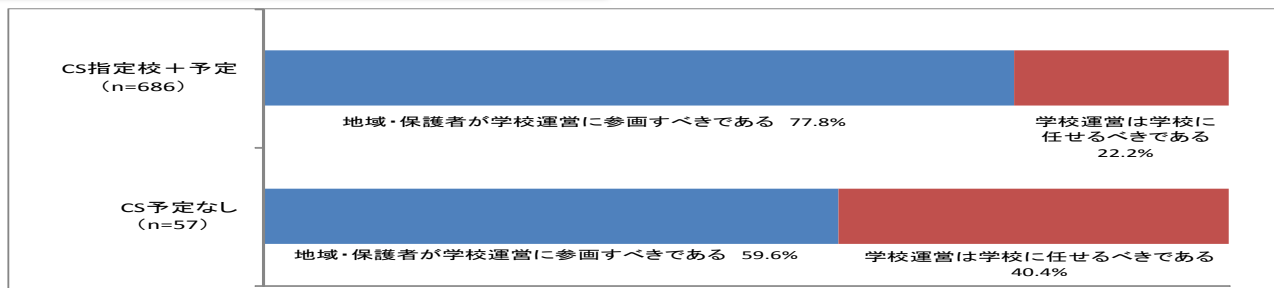 CS指定校＋予定
（n=686）
地域・保護者が学校運営に参画すべきである 77.8%
学校運営は学校に
任せるべきである
22.2%
CS予定なし
（n=57）
地域・保護者が学校運営に参画すべきである 59.6%
学校運営は学校に任せるべきである
40.4%